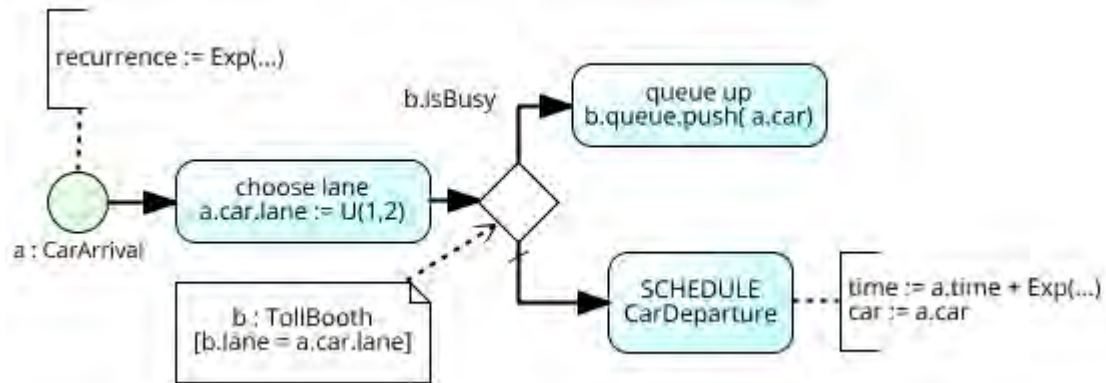 recurrence := Exp(...)
b.isBusy
queue up
b.queue.push( a.car)
choose lane
a.car.lane := U(1,2)
a : CarArrival
b : TollBooth
[b.lane = a.car.lane]
SCHEDULE
CarDeparture
time := a.time + Exp(...)
car := a.car